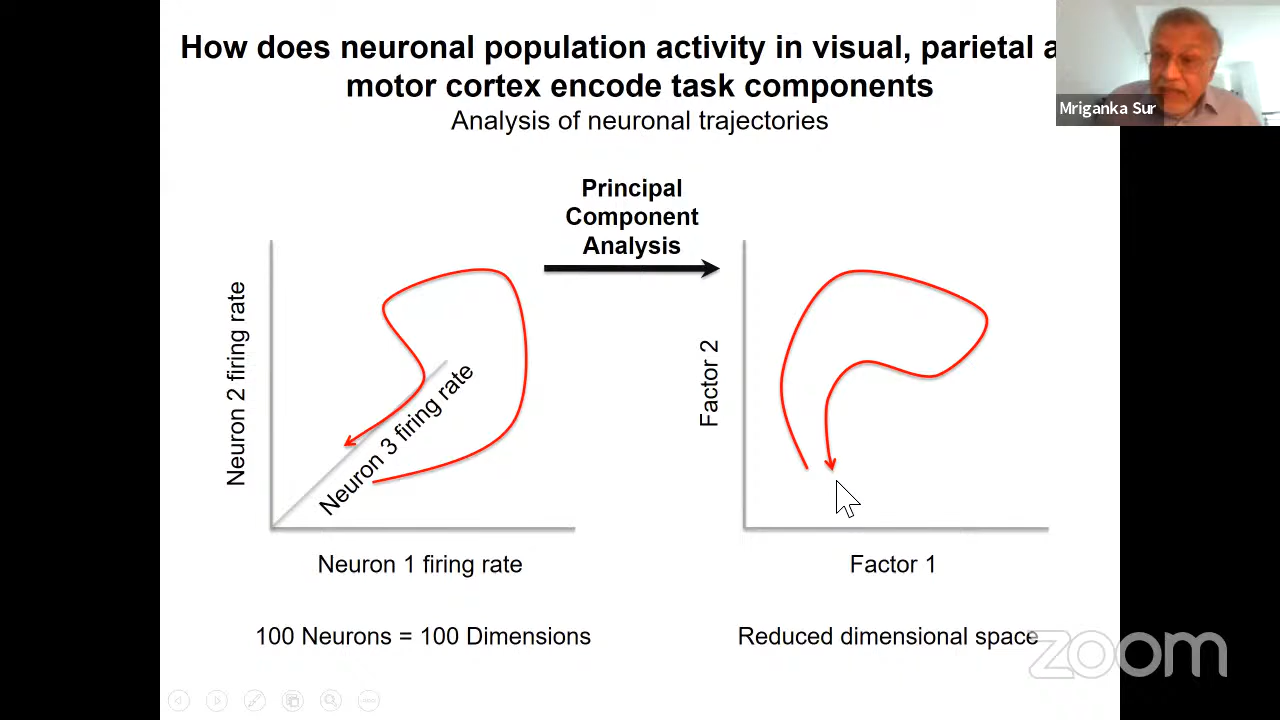 How does neuronal population activity in visual, parietal a
motor cortex encode task components
Analysis of neuronal trajectories
Mriganka Sur
Principal
Component
Analysis
Neuron 2 firing rate
Neuron 3 firing rate
Neuron 1 firing rate
Factor 2
Factor 1
100 Neurons = 100 Dimensions
Reduced dimensional space
zoom